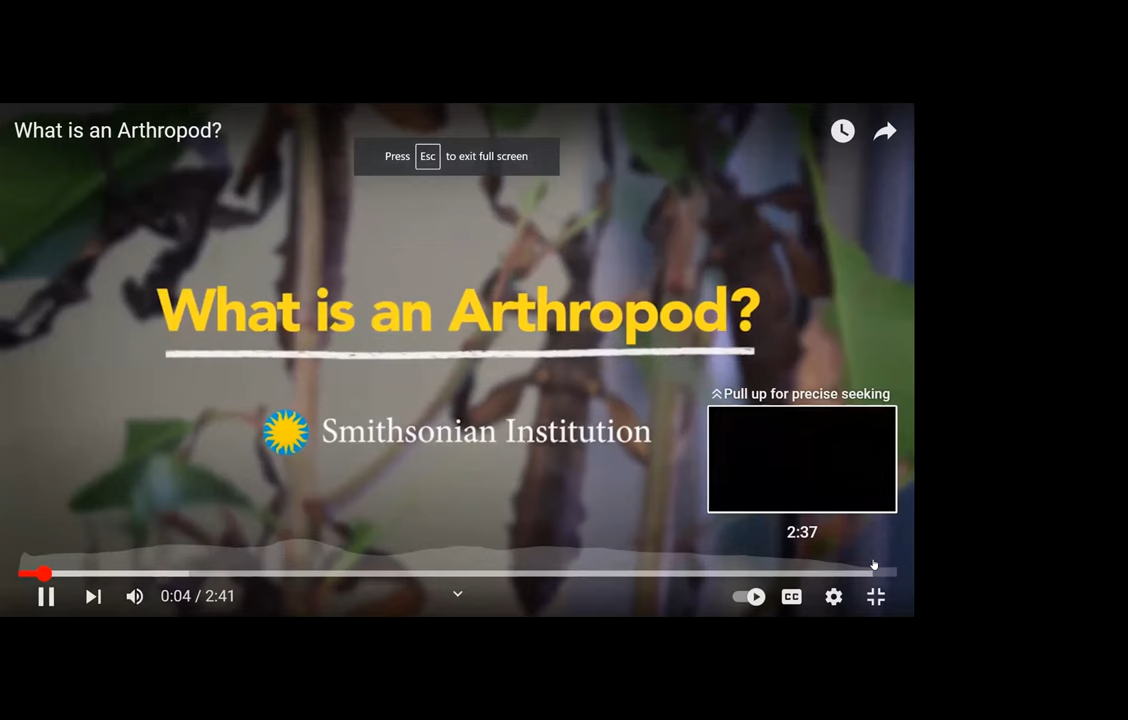 What is an Arthropod?
Press Esc to exit full screen
What is an Arthropod?
Smithsonian Institution
Pull up for precise seeking
2:37
0:04 / 2:41
CC